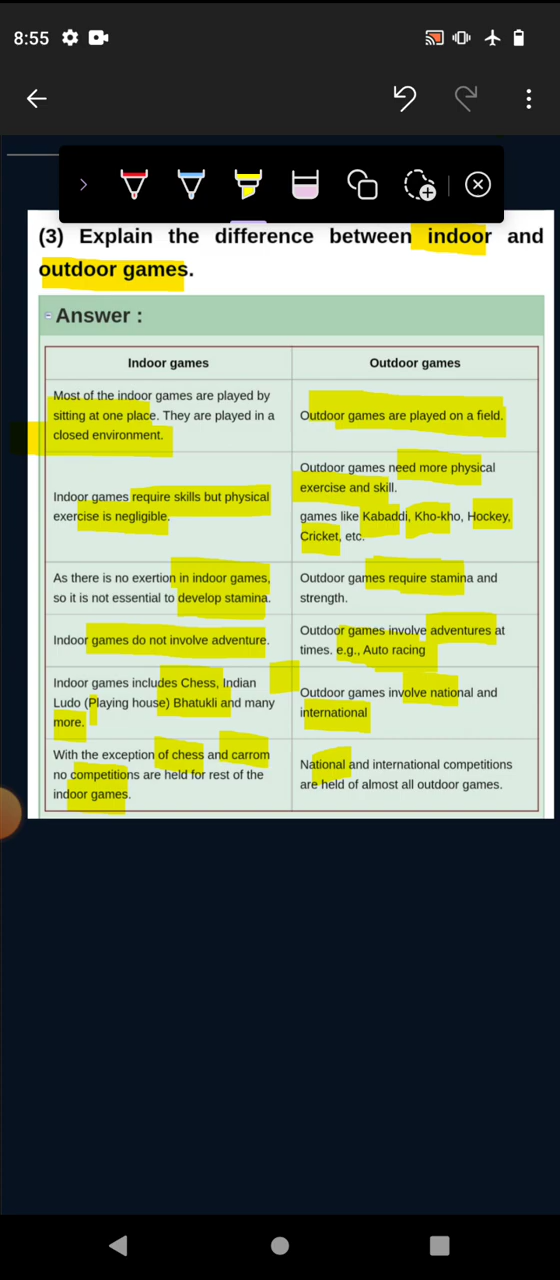 8:55
(3) Explain the difference between indoor and
outdoor games.
Answer :
Indoor games
Outdoor games
Most of the indoor games are played by
sitting at one place. They are played in a
closed environment.
Outdoor games are played on a field.
Indoor games require skills but physical
exercise is negligible.
Outdoor games need more physical
exercise and skill.
games like Kabaddi, Kho-kho, Hockey,
Cricket, etc.
As there is no exertion in indoor games,
so it is not essential to develop stamina.
Outdoor games require stamina and
strength.
Indoor games do not involve adventure.
Outdoor games involve adventures at
times. e.g., Auto racing
Indoor games includes Chess, Indian
Ludo (Playing house) Bhatukli and many
more.
Outdoor games involve national and
international
With the exception of chess and carrom
no competitions are held for rest of the
indoor games.
National and international competitions
are held of almost all outdoor games.